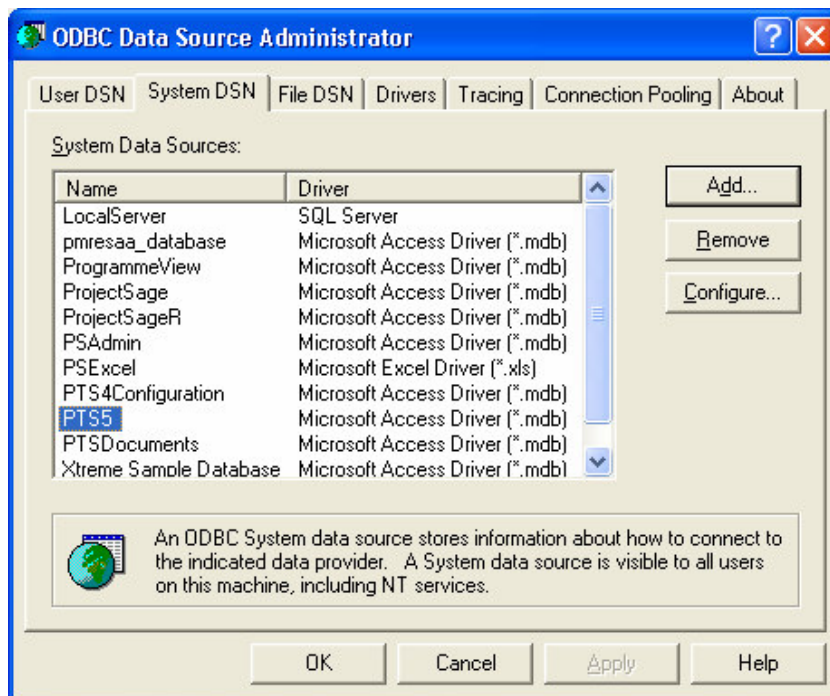 ODBC Data Source Administrator
User DSN System DSN File DSN Drivers Tracing Connection Pooling About
System Data Sources:
Name Driver
LocalServer SQL Server
pmresaa_database Microsoft Access Driver (*.mdb)
ProgrammeView Microsoft Access Driver (*.mdb)
ProjectSage Microsoft Access Driver (*.mdb)
ProjectSageR Microsoft Access Driver (*.mdb)
PSAdmin Microsoft Access Driver (*.mdb)
PSExcel Microsoft Excel Driver (*.xls)
PTS4Configuration Microsoft Access Driver (*.mdb)
PTS5 Microsoft Access Driver (*.mdb)
PTSDocuments Microsoft Access Driver (*.mdb)
Xtreme Sample Database Microsoft Access Driver (*.mdb)
Add...
Remove
Configure...
An ODBC System data source stores information about how to connect to
the indicated data provider. A System data source is visible to all users
on this machine, including NT services.
OK Cancel Apply Help